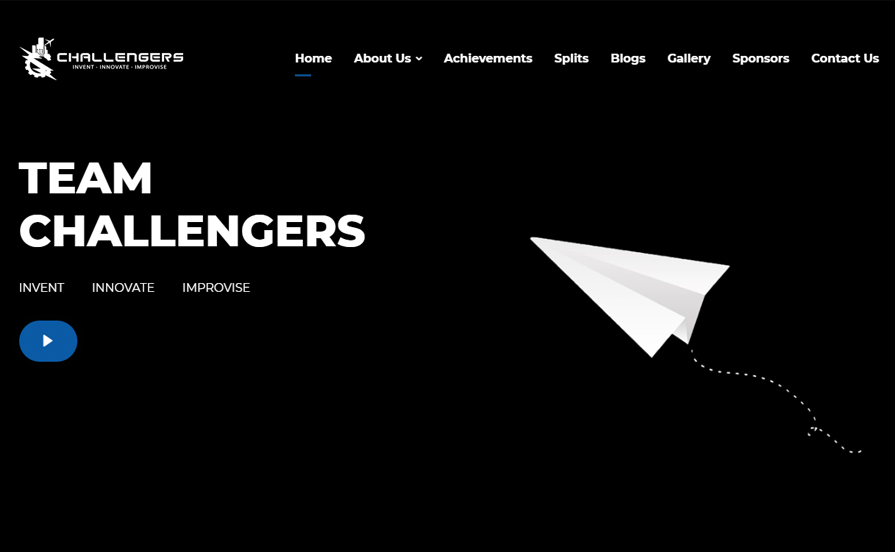 CHALLENGERS
INVENT - INNOVATE - IMPROVISE
Home About Us Achievements Splits Blogs Gallery Sponsors Contact Us
TEAM
CHALLENGERS
INVENT INNOVATE IMPROVISE